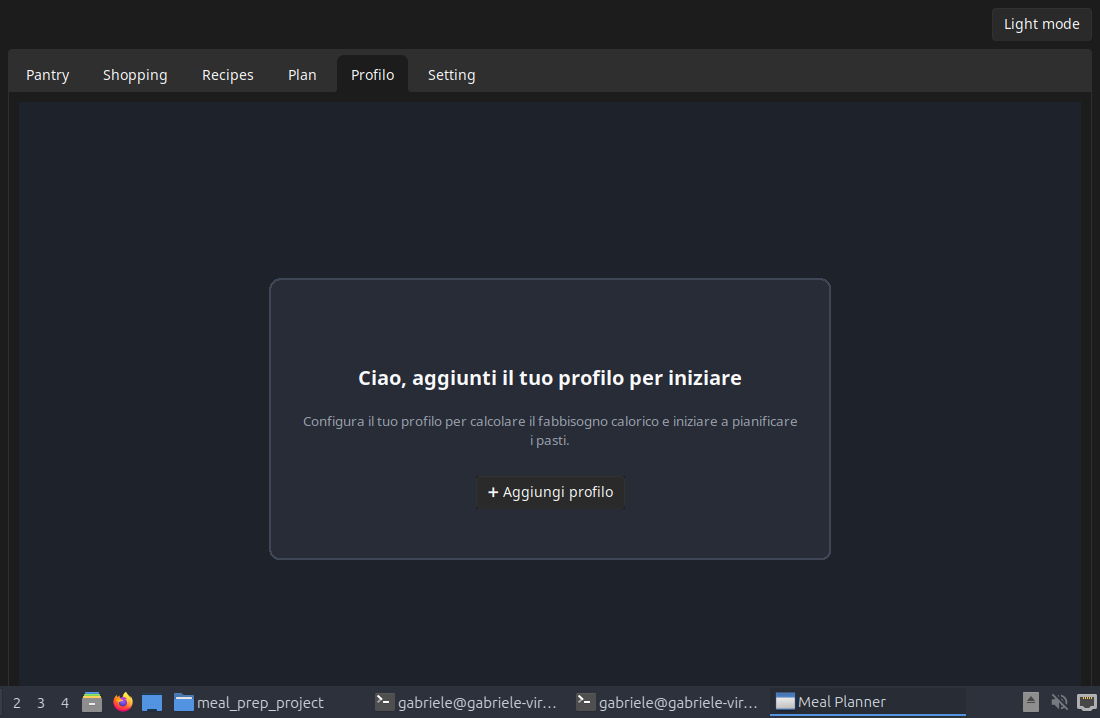 Light mode
Pantry Shopping Recipes Plan Profilo Setting
Ciao, aggiunti il tuo profilo per iniziare
Configura il tuo profilo per calcolare il fabbisogno calorico e iniziare a pianificare
i pasti.
+ Aggiungi profilo
2 3 4 meal_prep_project gabriele@gabriele-vir... gabriele@gabriele-vir... Meal Planner